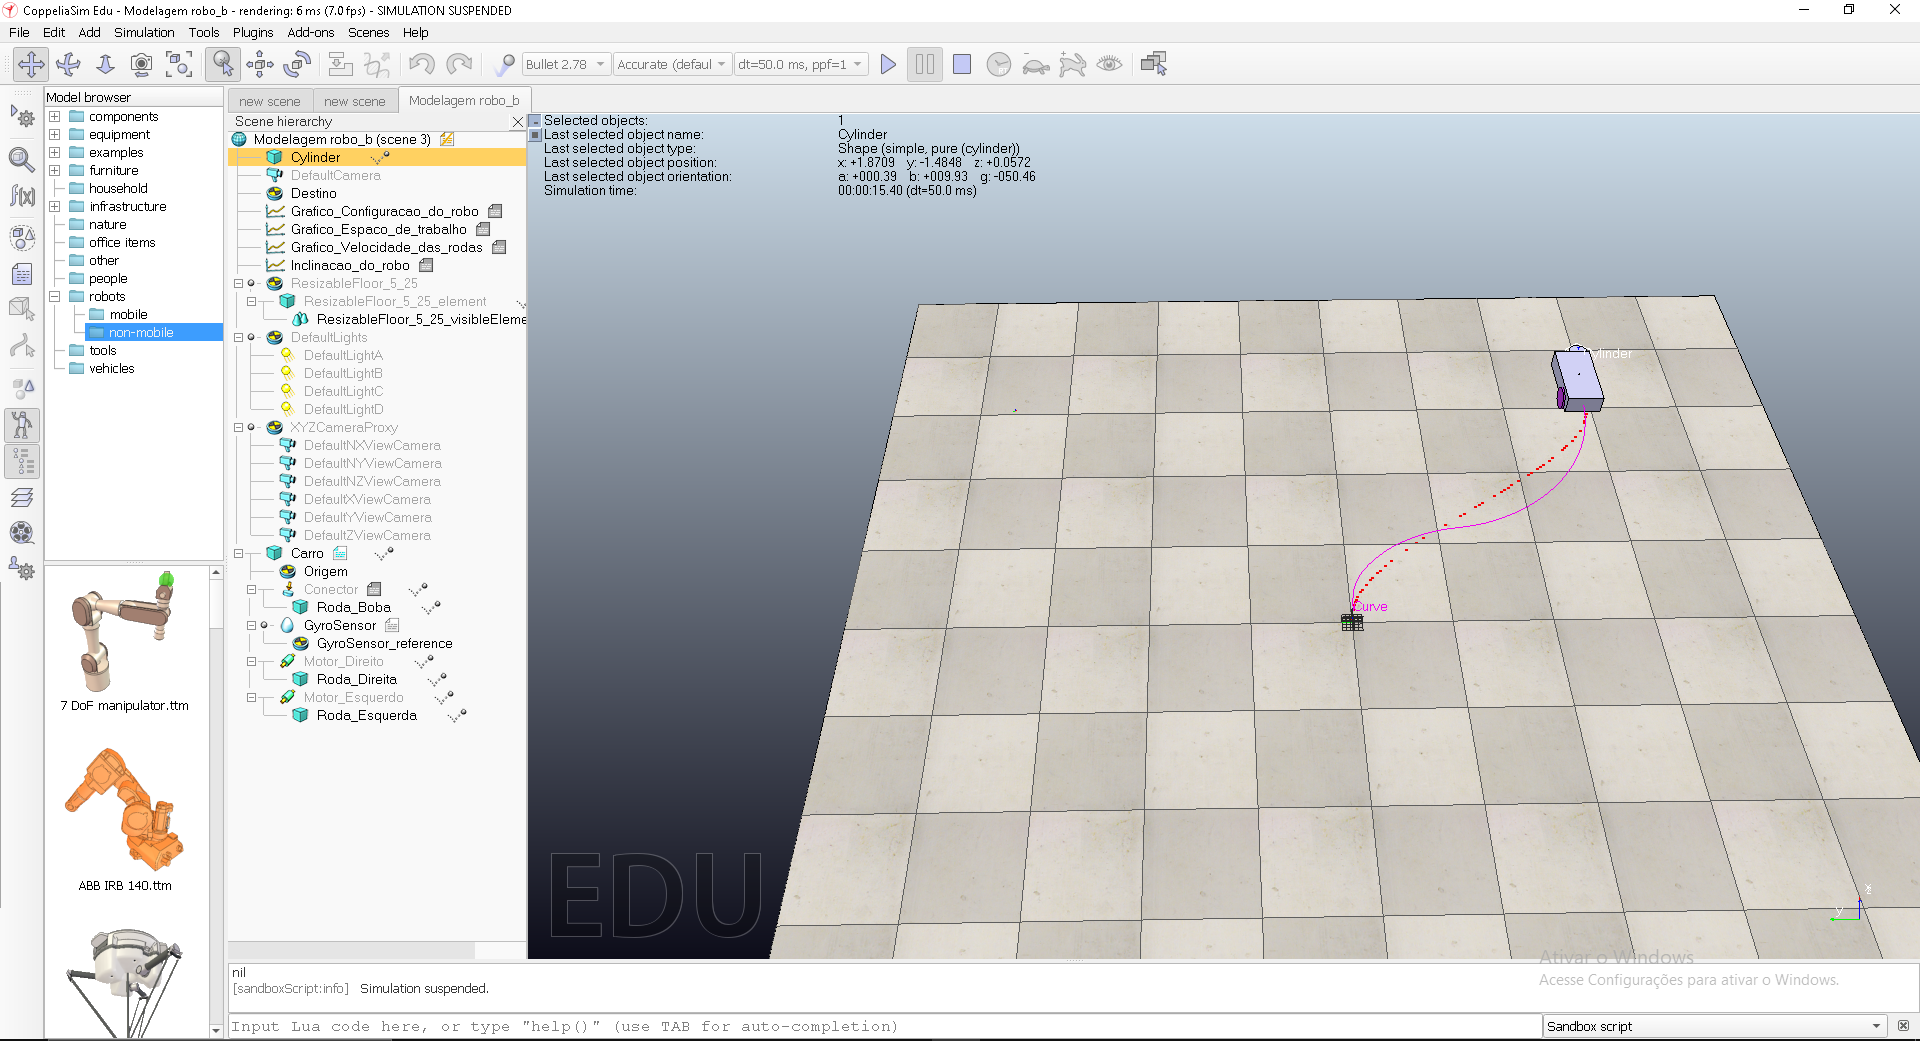 CoppeliaSim Edu - Modelagem robo_b - rendering: 6 ms (7.0 fps) - SIMULATION SUSPENDED
File Edit Add Simulation Tools Plugins Add-ons Scenes Help
Bullet 2.78 Accurate (defaul dt=50.0 ms, ppf=1
Model browser
components
equipment
examples
furniture
household
infrastructure
nature
office items
other
people
robots
mobile
non-mobile
tools
vehicles
7 DoF manipulator.ttm
ABB IRB 140.ttm
new scene new scene Modelagem robo_b
Scene hierarchy
Modelagem robo_b (scene 3)
Cylinder
DefaultCamera
Destino
Grafico_Configuracao_do_robo
Grafico_Espaco_de_trabalho
Grafico_Velocidade_das_rodas
Inclinacao_do_robo
ResizableFloor_5_25
ResizableFloor_5_25_element
ResizableFloor_5_25_visibleEleme
DefaultLights
DefaultLightA
DefaultLightB
DefaultLightC
DefaultLightD
XYZCameraProxy
DefaultNXViewCamera
DefaultNYViewCamera
DefaultNZViewCamera
DefaultXViewCamera
DefaultYViewCamera
DefaultZViewCamera
Carro
Origem
Conector
Roda_Boba
GyroSensor
GyroSensor_reference
Motor_Direito
Roda_Direita
Motor_Esquerdo
Roda_Esquerda
Selected objects: 1
Last selected object name: Cylinder
Last selected object type: Shape (simple, pure (cylinder))
Last selected object position: x: +1.8709 y: -1.4848 z: +0.0572
Last selected object orientation: a: +000.39 b: +009.93 g: -050.46
Simulation time: 00:00:15.40 (dt=50.0 ms)
Cylinder
Curve
EDU
x
z
y
Ativar o Windows
Acesse Configurações para ativar o Windows.
nil
[sandboxScript:info] Simulation suspended.
Input Lua code here, or type "help()" (use TAB for auto-completion)
Sandbox script